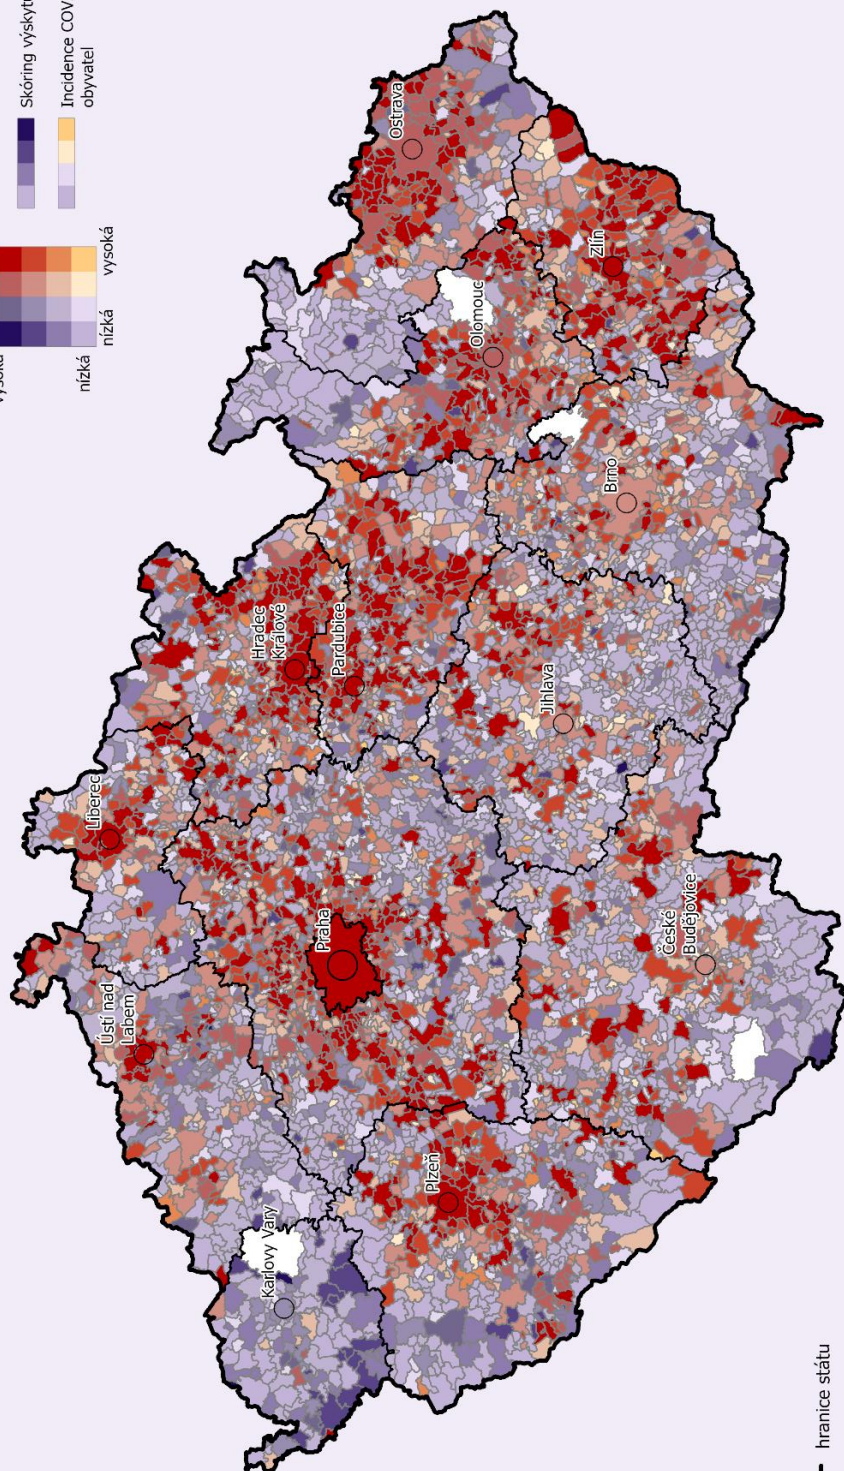 Skóring výskytu
Incidence COV
obyvatel
vysoká
nízká
nízká
vysoká
Liberec
Ústí nad
Labem
Karlovy Vary
Praha
Hradec
Králové
Pardubice
Plzeň
Ostrava
Olomouc
Jihlava
Zlín
Brno
České
Budějovice
hranice státu